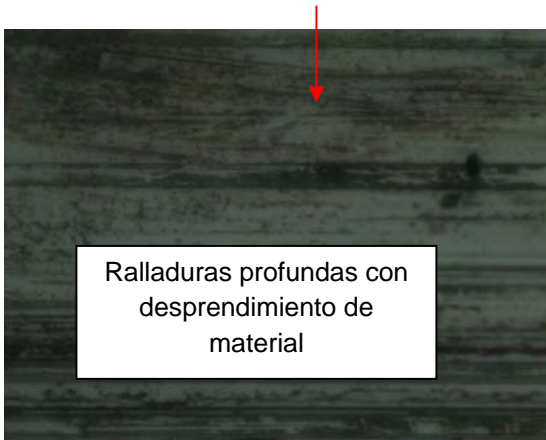 Ralladuras profundas con
desprendimiento de
material